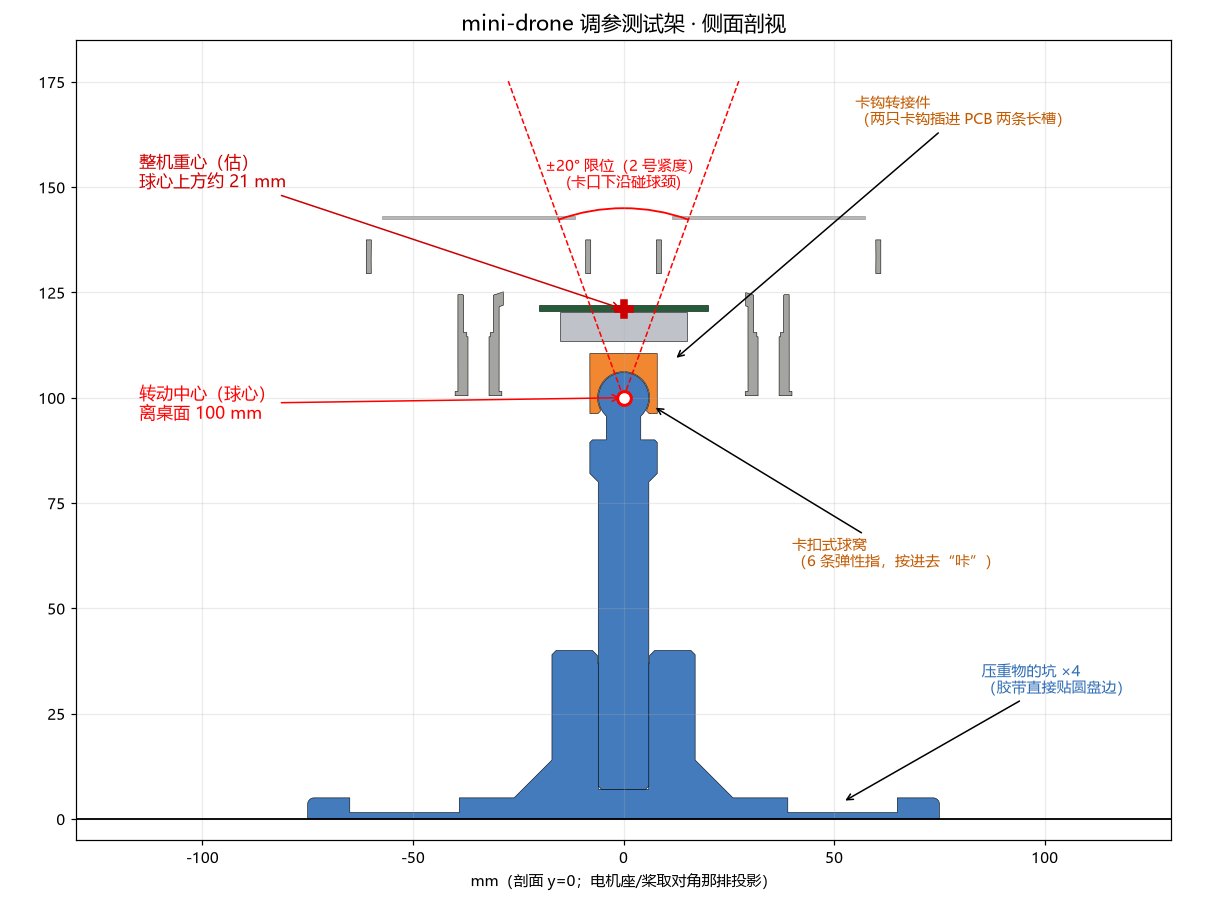 mini-drone 调参测试架 · 侧面剖视
175
150
125
100
75
50
25
0
卡钩转接件
（两只卡钩插进 PCB 两条长槽）
整机重心（估）
球心上方约 21 mm
±20° 限位（2 号紧度）
(卡口下沿碰球颈)
转动中心（球心）
离桌面 100 mm
卡扣式球窝
（6 条弹性指，按进去“咔”）
压重物的坑 ×4
（胶带直接贴圆盘边）
-100
-50
0
50
100
mm（剖面 y=0；电机座/桨取对角那排投影）